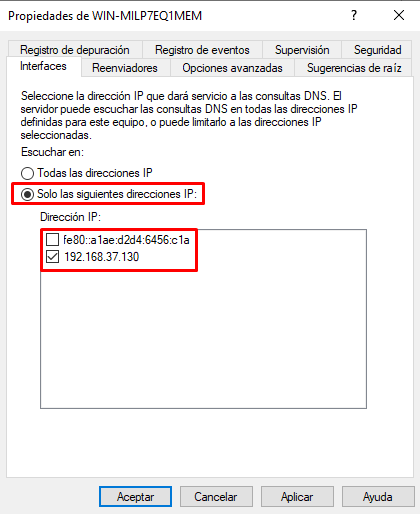 Propiedades de WIN-MILP7EQ1MEM
Registro de depuración Registro de eventos Supervisión Seguridad
Interfaces Reenviadores Opciones avanzadas Sugerencias de raíz
Seleccione la dirección IP que dará servicio a las consultas DNS. El
servidor puede escuchar las consultas DNS en todas las direcciones IP
definidas para este equipo, o puede limitarlo a las direcciones IP
seleccionadas.
Escuchar en:
Todas las direcciones IP
Solo las siguientes direcciones IP:
Dirección IP:
fe80::a1ae:d2d4:6456:c1a
192.168.37.130
Aceptar Cancelar Aplicar Ayuda